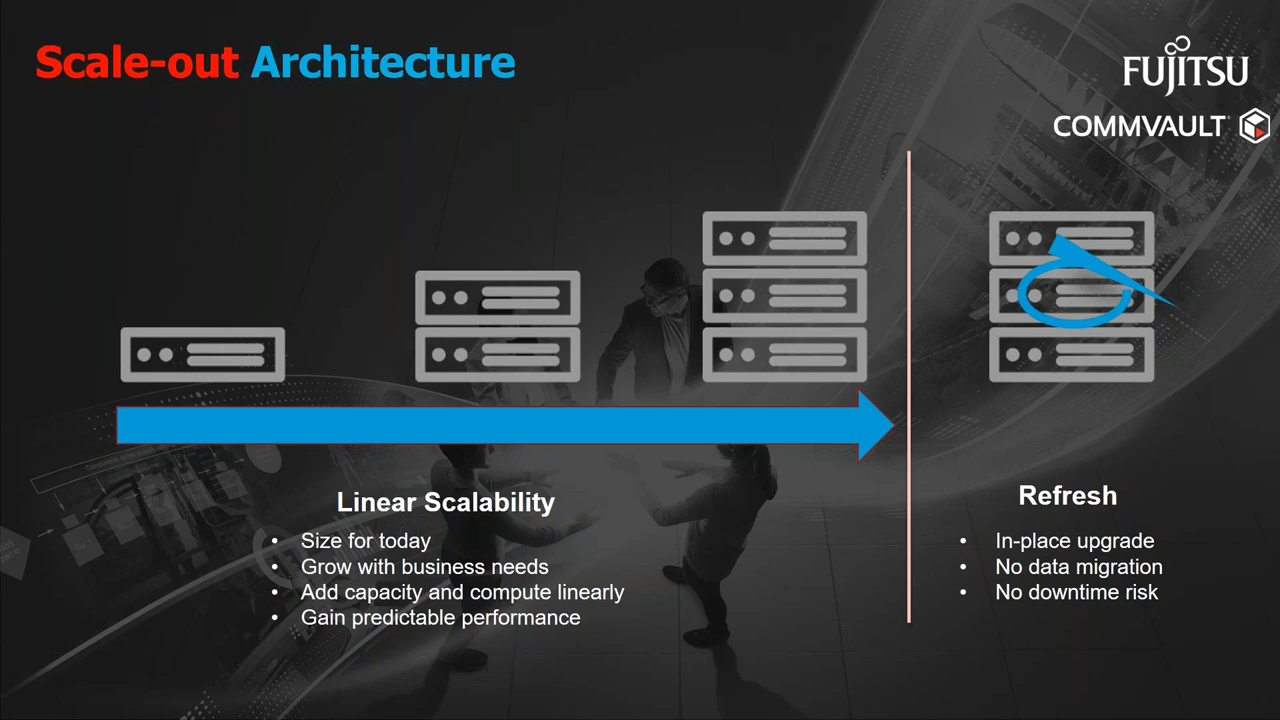 Scale-out Architecture
FUJITSU
COMMVAULT
Linear Scalability
• Size for today
• Grow with business needs
• Add capacity and compute linearly
• Gain predictable performance
Refresh
• In-place upgrade
• No data migration
• No downtime risk